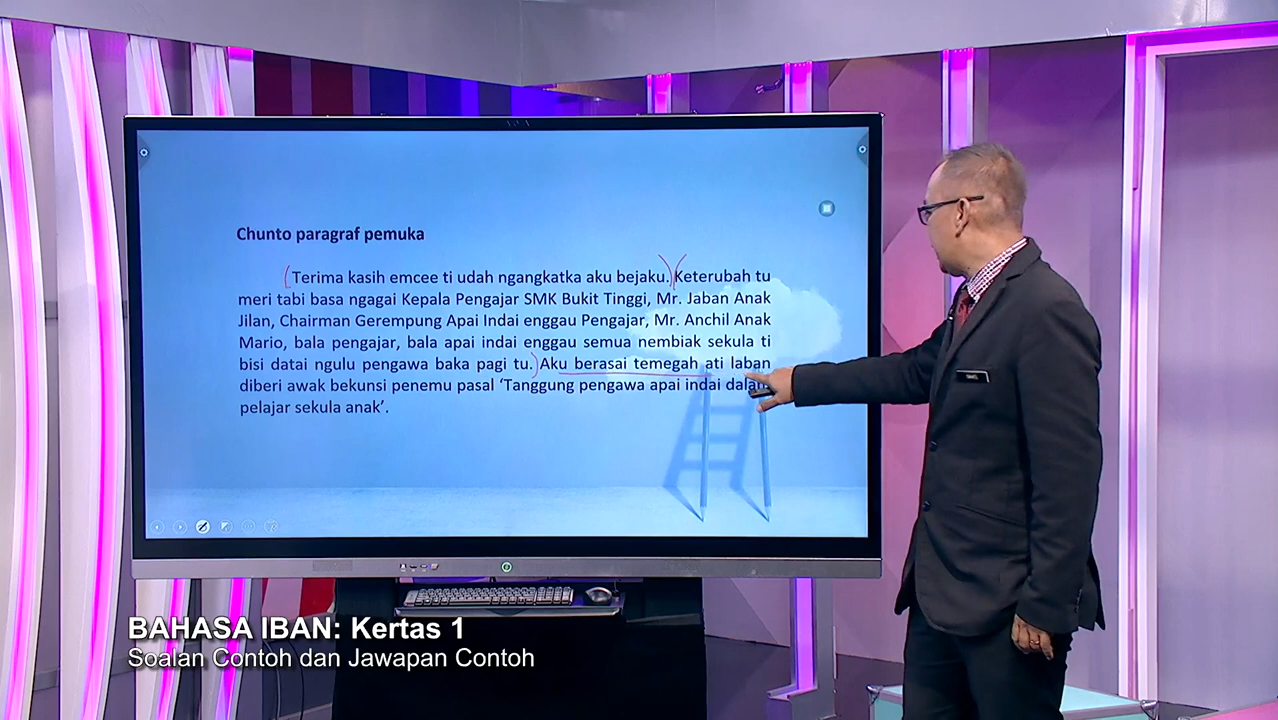 Chunto paragraf pemuka
Terima kasih emcee ti udah ngangkatka aku bejaku. Keterubah tu
meri tabi basa ngagai Kepala Pengajar SMK Bukit Tinggi, Mr. Jaban Anak
Jilan, Chairman Gerempung Apai Indai enggau Pengajar, Mr. Anchil Anak
Mario, bala pengajar, bala apai indai enggau semua nembiak sekula ti
bisi datai ngulu pengawa baka pagi tu. Aku berasai temegah ati laban
diberi awak bekunsi penemu pasal ‘Tanggung pengawa apai indai dalam
pelajar sekula anak’.
BAHASA IBAN: Kertas 1
Soalan Contoh dan Jawapan Contoh